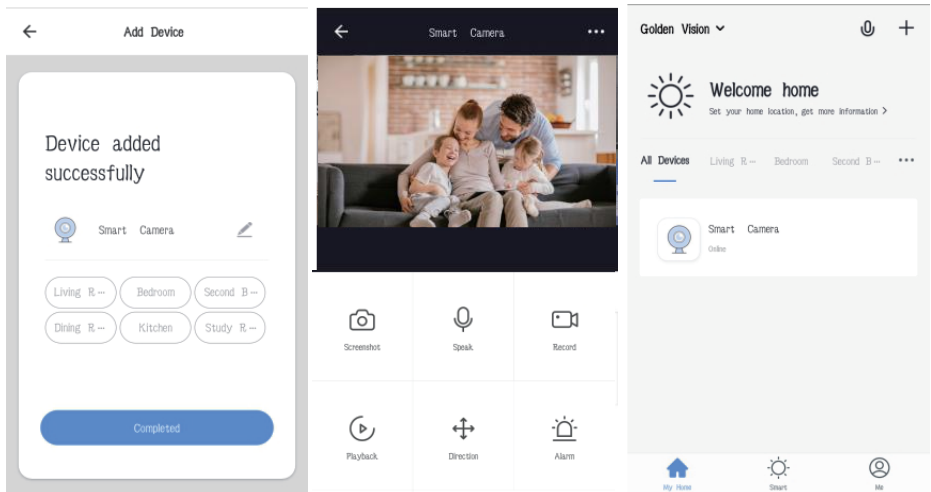 Add Device
Device added
successfully
Smart Camera
Living R…
Bedroom
Second B…
Dining R…
Kitchen
Study R…
Completed
Smart Camera
Screenshot
Speak
Record
Playback
Direction
Alarm
Golden Vision
Welcome home
Set your home location, get more information >
All Devices
Living R…
Bedroom
Second B…
Smart Camera
Online
My Home
Smart
Me